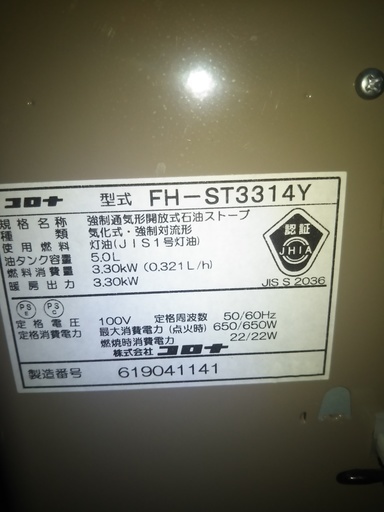 コロナ 型式 FH-ST3314Y
規格名称 強制通気形開放式石油ストーブ
種類 気化式・強制対流形
使用燃料 灯油(JIS1号灯油)
油タンク容量 5.0L
燃料消費量 3.30kW (0.321L/h)
暖房出力 3.30kW
認証
JHIA
JIS S 2036
PS C PS E
定格電圧 100V 定格周波数 50/60Hz
定格消費電力 最大消費電力(点火時) 650/650W
燃焼時消費電力 22/22W
株式会社 コロナ
製造番号 619041141